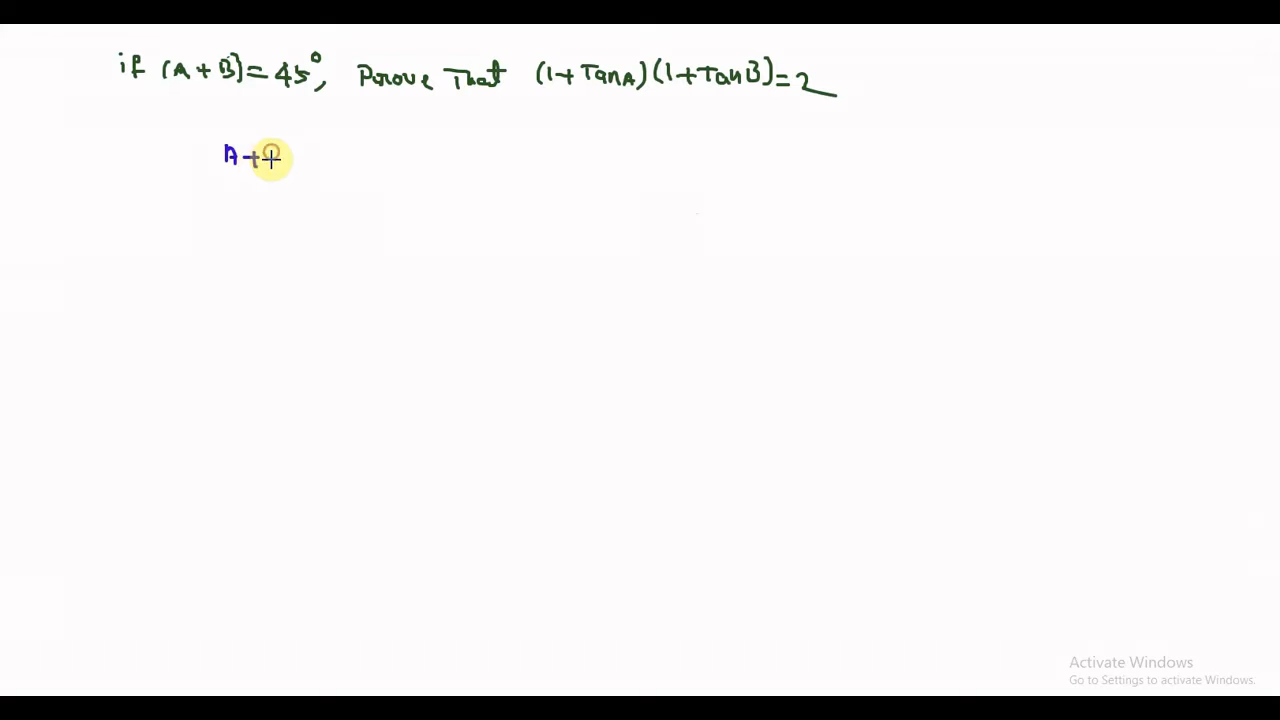 if (A+B)=45°, Prove That (1+TanA)(1+TanB)=2
A+
Activate Windows
Go to Settings to activate Windows.